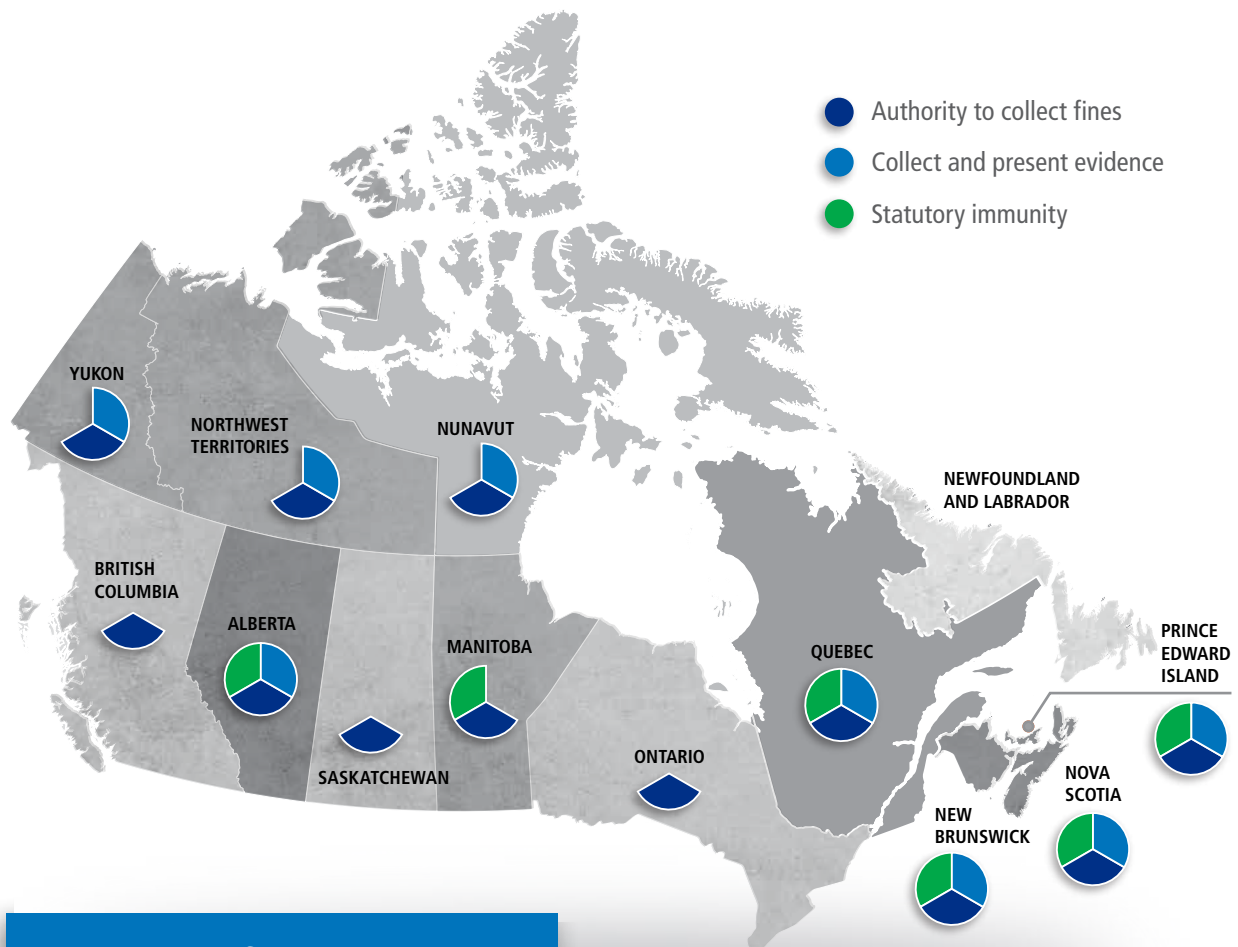 Authority to collect fines
Collect and present evidence
Statutory immunity
YUKON
NORTHWEST
TERRITORIES
NUNAVUT
NEWFOUNDLAND
AND LABRADOR
BRITISH
COLUMBIA
ALBERTA
MANITOBA
QUEBEC
PRINCE
EDWARD
ISLAND
SASKATCHEWAN
ONTARIO
NOVA
SCOTIA
NEW
BRUNSWICK